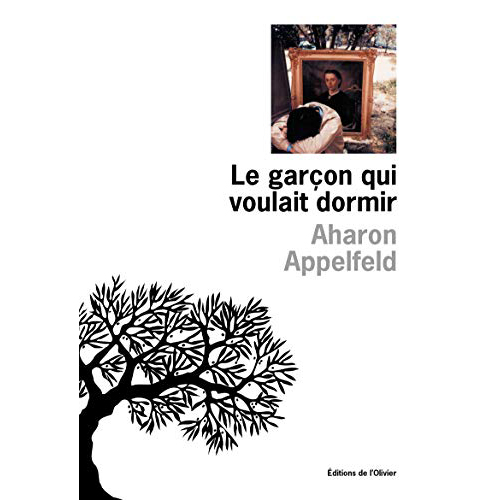 Le garçon qui
voulait dormir
Aharon
Appelfeld
Éditions de l'Olivier